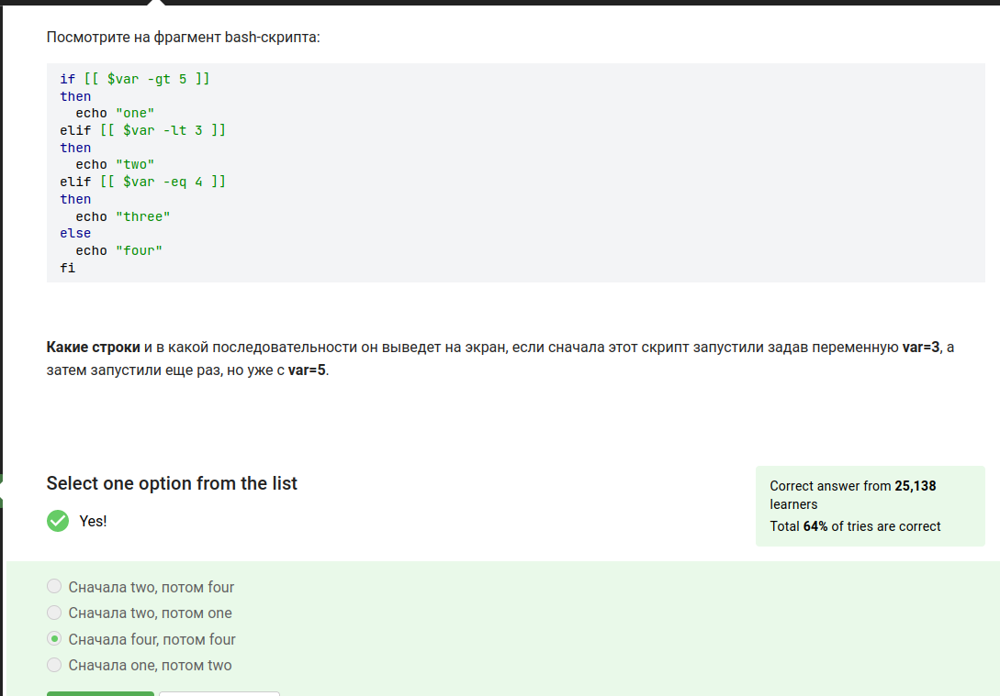 Посмотрите на фрагмент bash-скрипта:
if [[ $var -gt 5 ]]
then
  echo "one"
elif [[ $var -lt 3 ]]
then
  echo "two"
elif [[ $var -eq 4 ]]
then
  echo "three"
else
  echo "four"
fi
Какие строки и в какой последовательности он выведет на экран, если сначала этот скрипт запустили задав переменную var=3, а
затем запустили еще раз, но уже с var=5.
Select one option from the list
Yes!
Correct answer from 25,138
learners
Total 64% of tries are correct
Сначала two, потом four
Сначала two, потом one
Сначала four, потом four
Сначала one, потом two